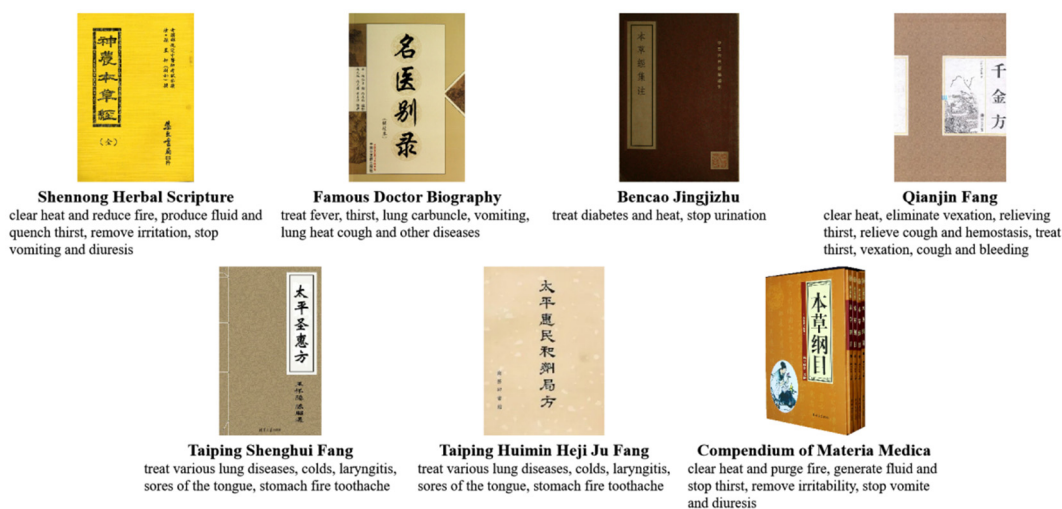 神農本草經
(全)
Shennong Herbal Scripture
clear heat and reduce fire, produce fluid and
quench thirst, remove irritation, stop
vomiting and diuresis
名医别录
Famous Doctor Biography
treat fever, thirst, lung carbuncle, vomiting,
lung heat cough and other diseases
本草經集注
Bencao Jingjizhu
treat diabetes and heat, stop urination
千金方
Qianjin Fang
clear heat, eliminate vexation, relieving
thirst, relieve cough and hemostasis, treat
thirst, vexation, cough and bleeding
太平圣惠方
Taiping Shenghui Fang
treat various lung diseases, colds, laryngitis,
sores of the tongue, stomach fire toothache
太平惠民和劑局方
Taiping Huimin Heji Ju Fang
treat various lung diseases, colds, laryngitis,
sores of the tongue, stomach fire toothache
本草纲目
Compendium of Materia Medica
clear heat and purge fire, generate fluid and
stop thirst, remove irritability, stop vomite
and diuresis